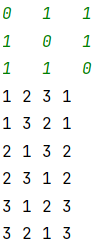 0 1 1
1 0 1
1 1 0
1 2 3 1
1 3 2 1
2 1 3 2
2 3 1 2
3 1 2 3
3 2 1 3